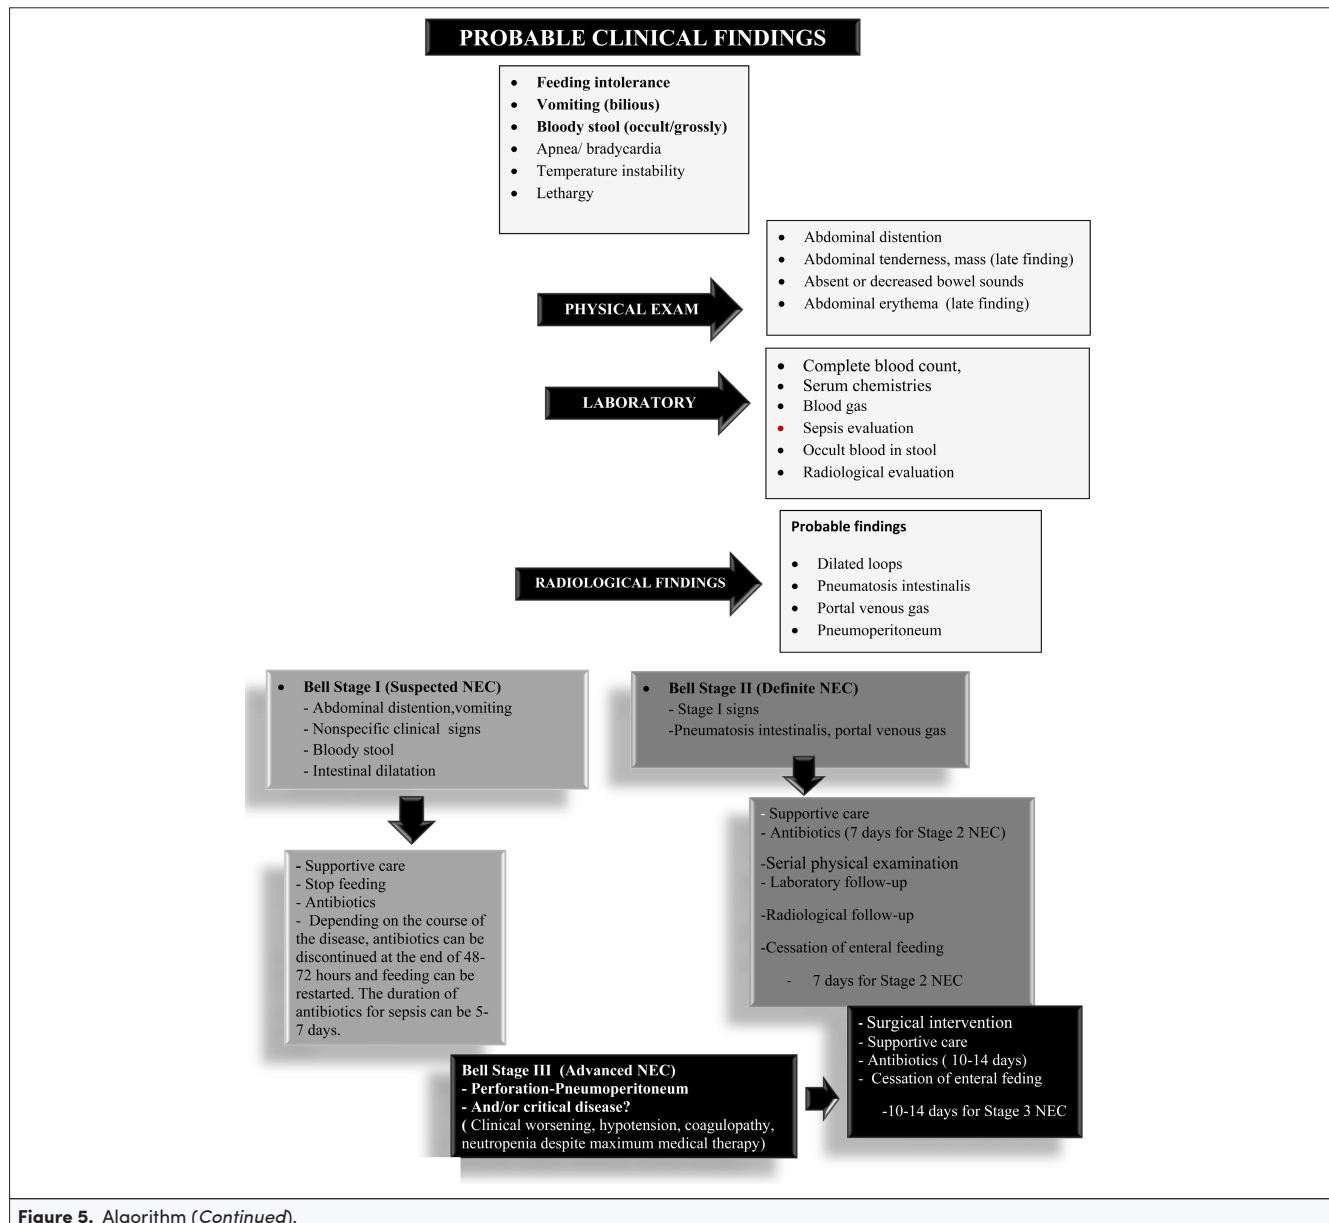 PROBABLE CLINICAL FINDINGS
• Feeding intolerance
• Vomiting (bilious)
• Bloody stool (occult/grossly)
• Apnea/ bradycardia
• Temperature instability
• Lethargy
PHYSICAL EXAM
• Abdominal distention
• Abdominal tenderness, mass (late finding)
• Absent or decreased bowel sounds
• Abdominal erythema (late finding)
LABORATORY
• Complete blood count,
• Serum chemistries
• Blood gas
• Sepsis evaluation
• Occult blood in stool
• Radiological evaluation
RADIOLOGICAL FINDINGS
Probable findings
• Dilated loops
• Pneumatosis intestinalis
• Portal venous gas
• Pneumoperitoneum
• Bell Stage I (Suspected NEC)
- Abdominal distention,vomiting
- Nonspecific clinical signs
- Bloody stool
- Intestinal dilatation
• Bell Stage II (Definite NEC)
- Stage I signs
-Pneumatosis intestinalis, portal venous gas
- Supportive care
- Stop feeding
- Antibiotics
- Depending on the course of
the disease, antibiotics can be
discontinued at the end of 48-
72 hours and feeding can be
restarted. The duration of
antibiotics for sepsis can be 5-
7 days.
- Supportive care
- Antibiotics (7 days for Stage 2 NEC)
-Serial physical examination
- Laboratory follow-up
-Radiological follow-up
-Cessation of enteral feeding
- 7 days for Stage 2 NEC
Bell Stage III (Advanced NEC)
- Perforation-Pneumoperitoneum
- And/or critical disease?
( Clinical worsening, hypotension, coagulopathy,
neutropenia despite maximum medical therapy)
- Surgical intervention
- Supportive care
- Antibiotics ( 10-14 days)
- Cessation of enteral feding
-10-14 days for Stage 3 NEC
Figure 5. Algorithm (Continued).